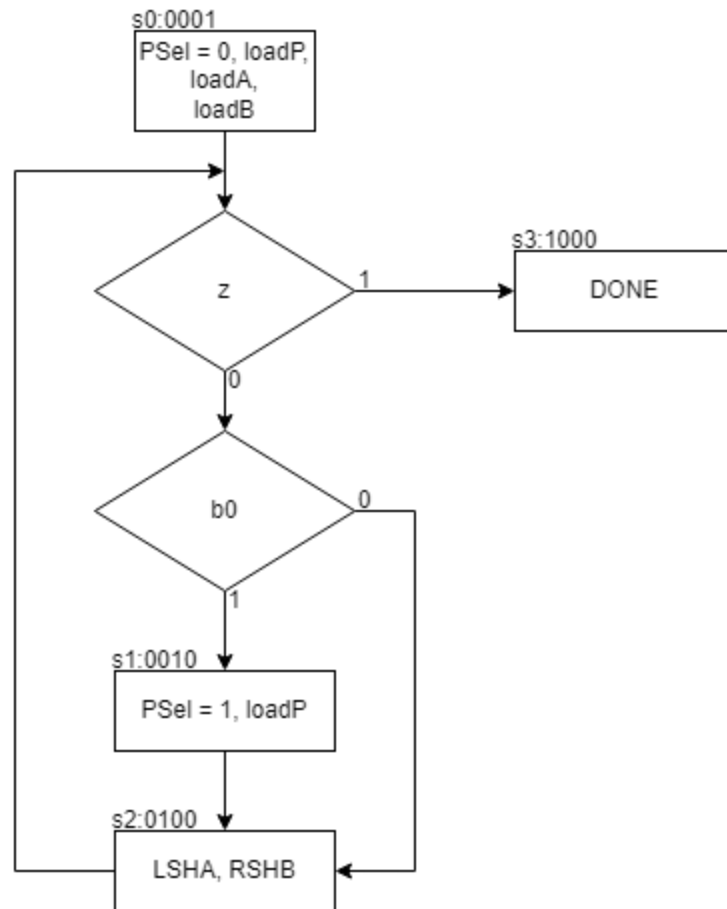 s0:0001
PSel = 0, loadP,
loadA,
loadB
z
1
s3:1000
DONE
0
b0
0
1
s1:0010
PSel = 1, loadP
s2:0100
LSHA, RSHB